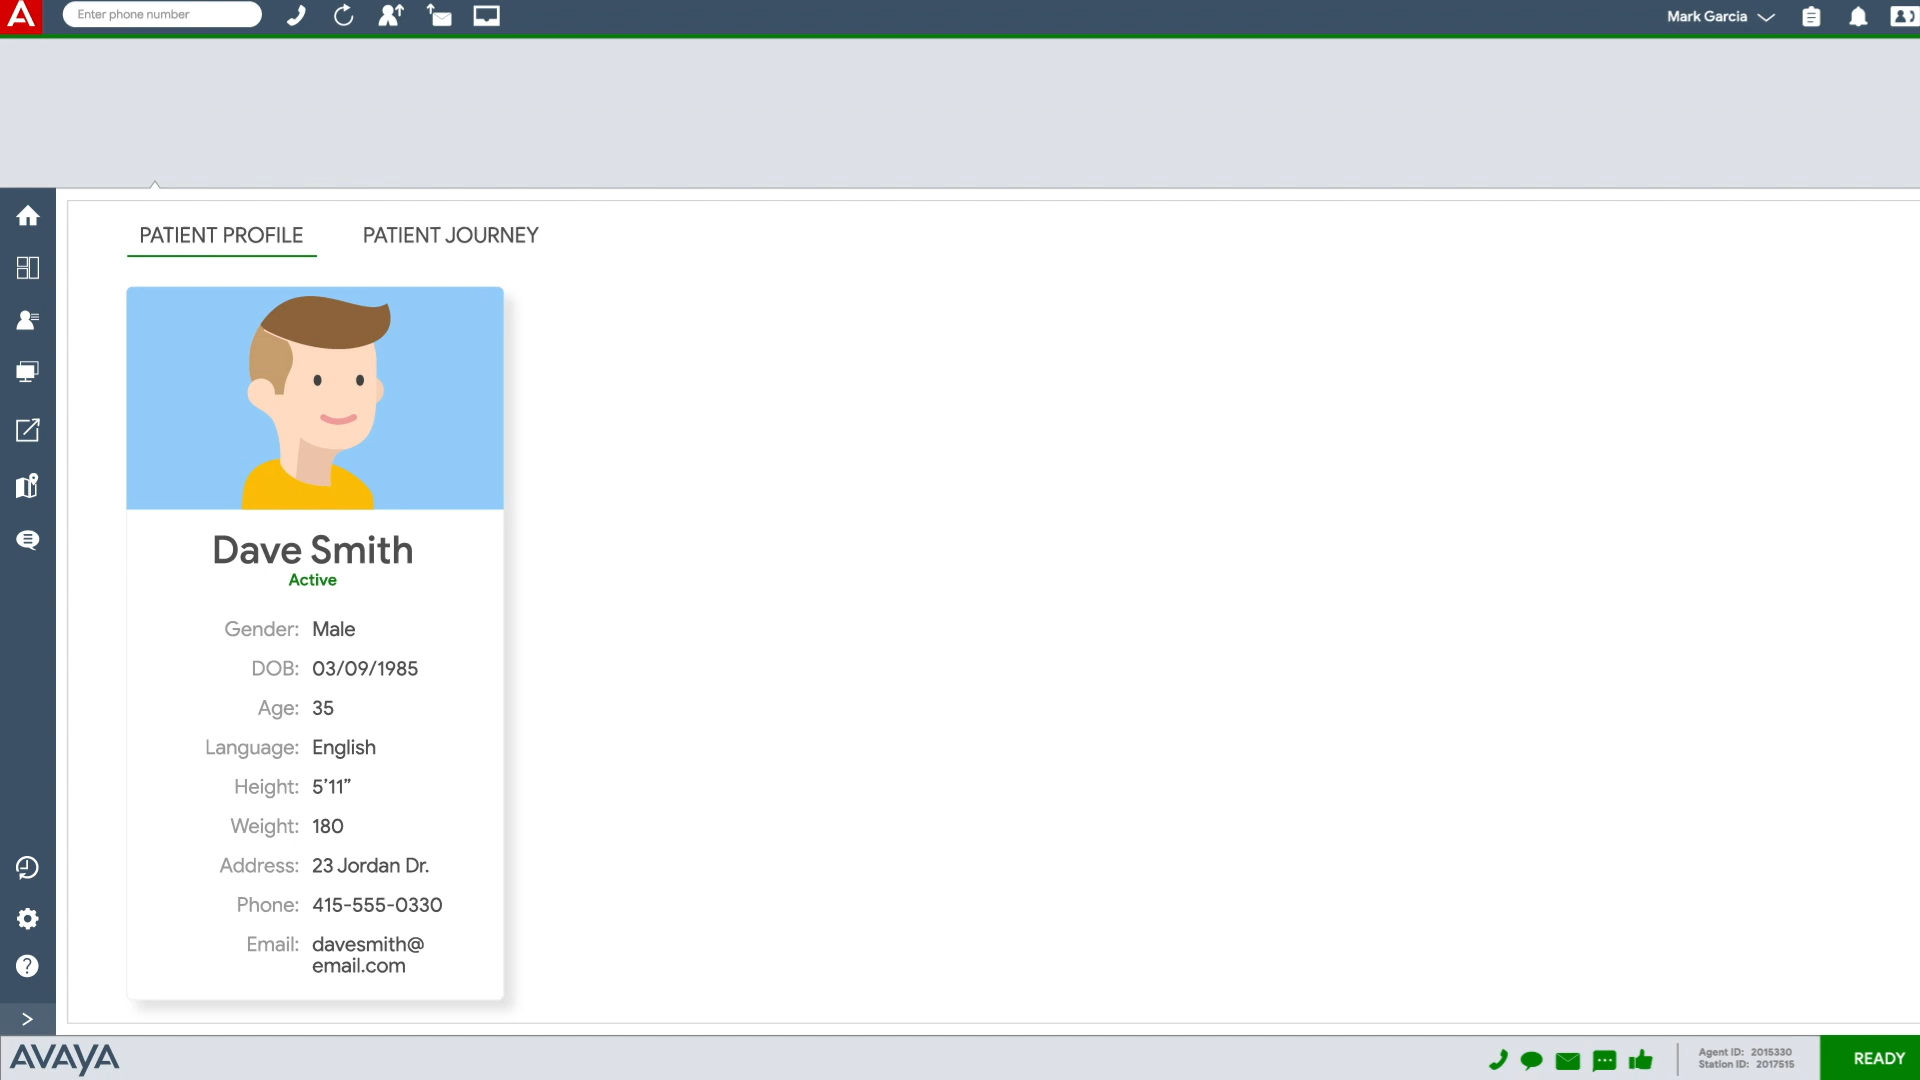 Enter phone number
Mark Garcia
PATIENT PROFILE
PATIENT JOURNEY
Dave Smith
Active
Gender: Male
DOB: 03/09/1985
Age: 35
Language: English
Height: 5’11”
Weight: 180
Address: 23 Jordan Dr.
Phone: 415-555-0330
Email: davesmith@
email.com
AVAYA
Agent ID: 2015330
Station ID: 2017515
READY